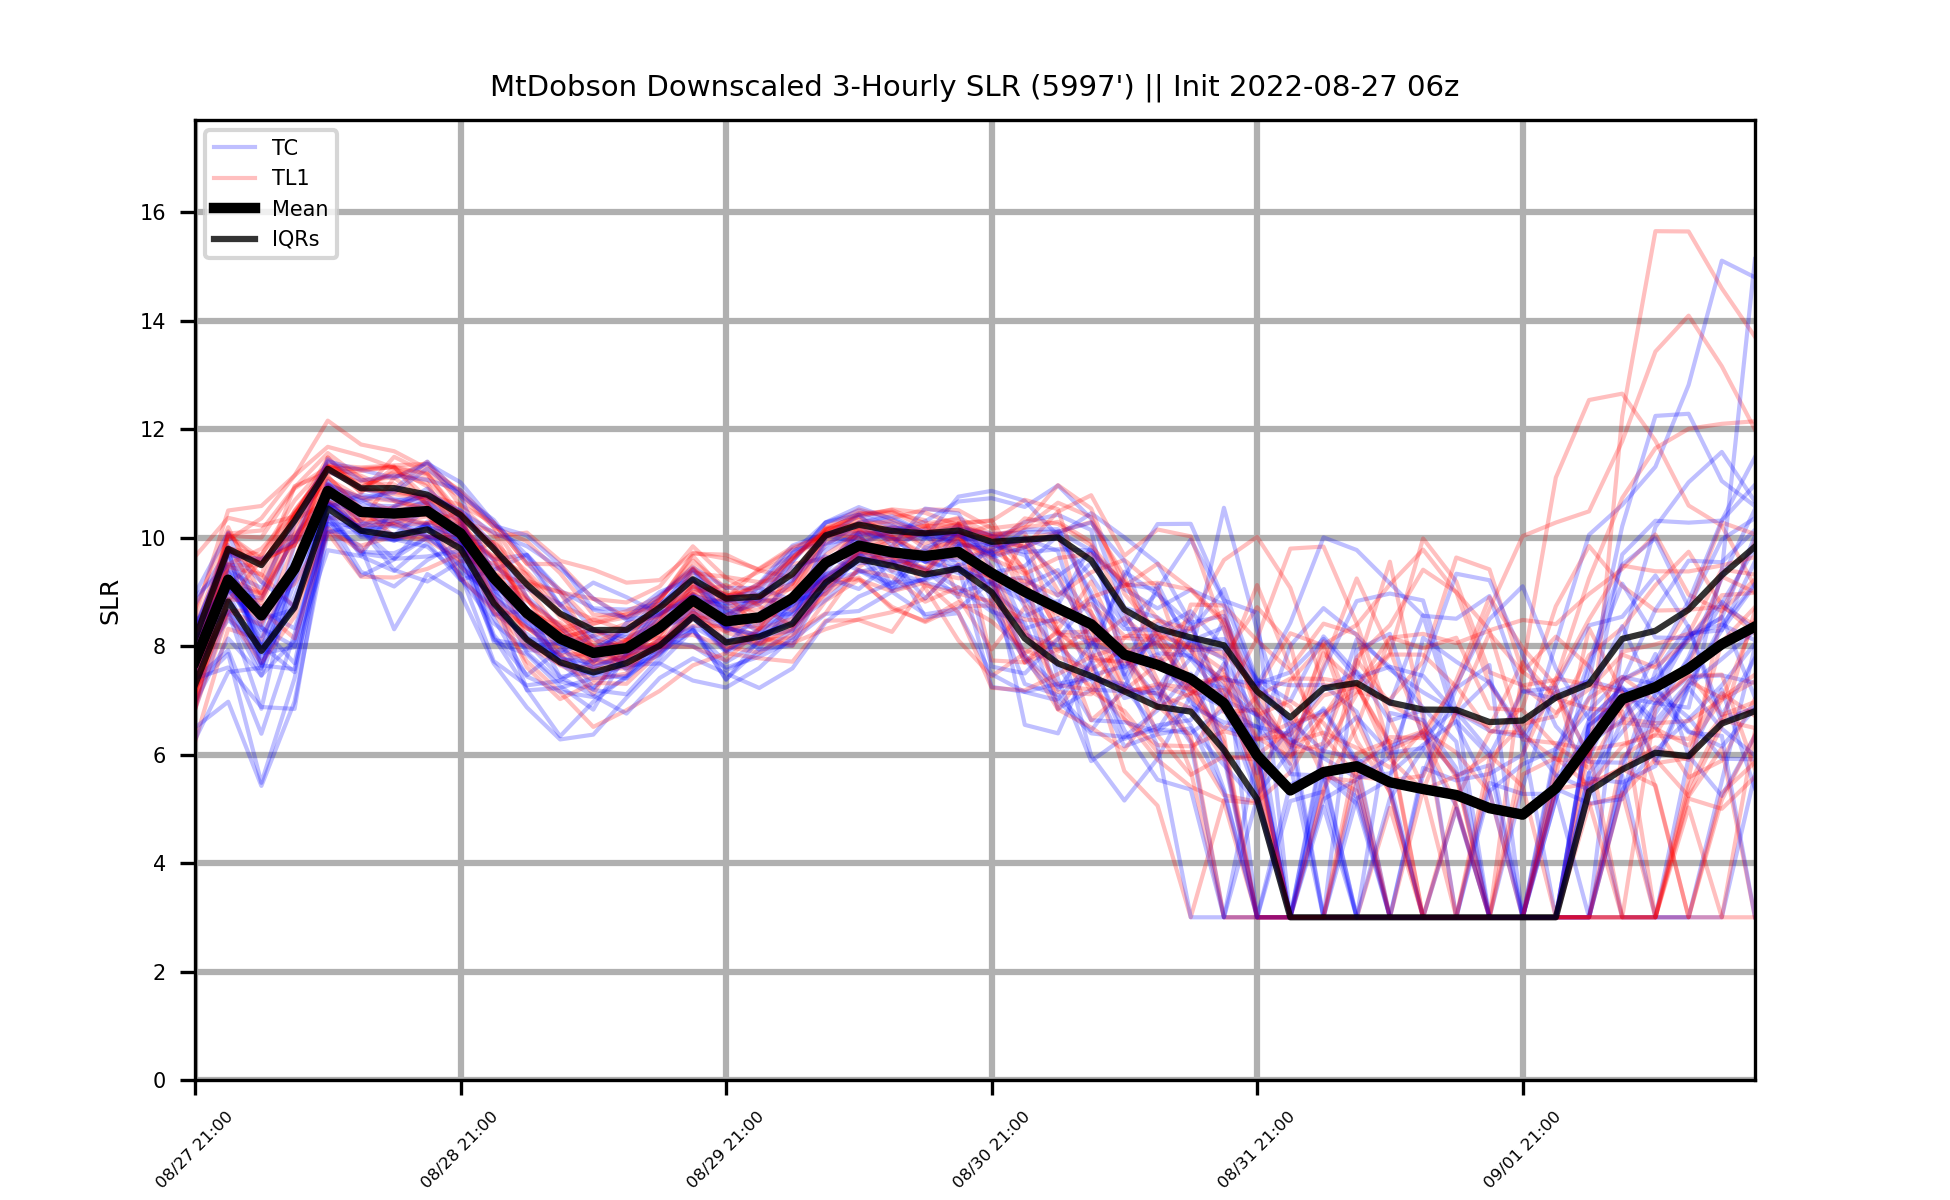 MtDobson Downscaled 3-Hourly SLR (5997') || Init 2022-08-27 06z
TC
TL1
Mean
IQRs
SLR
16
14
12
10
8
6
4
2
0
08/27 21:00
08/28 21:00
08/29 21:00
08/30 21:00
08/31 21:00
09/01 21:00